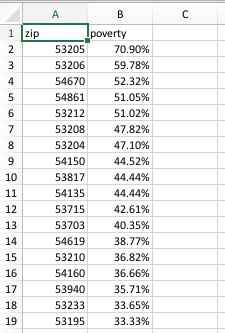 A B C
1 zip poverty
2 53205 70.90%
3 53206 59.78%
4 54670 52.32%
5 54861 51.05%
6 53212 51.02%
7 53208 47.82%
8 53204 47.10%
9 54150 44.52%
10 53817 44.44%
11 54135 44.44%
12 53715 42.61%
13 53703 40.35%
14 54619 38.77%
15 53210 36.82%
16 54160 36.66%
17 53940 35.71%
18 53233 33.65%
19 53195 33.33%